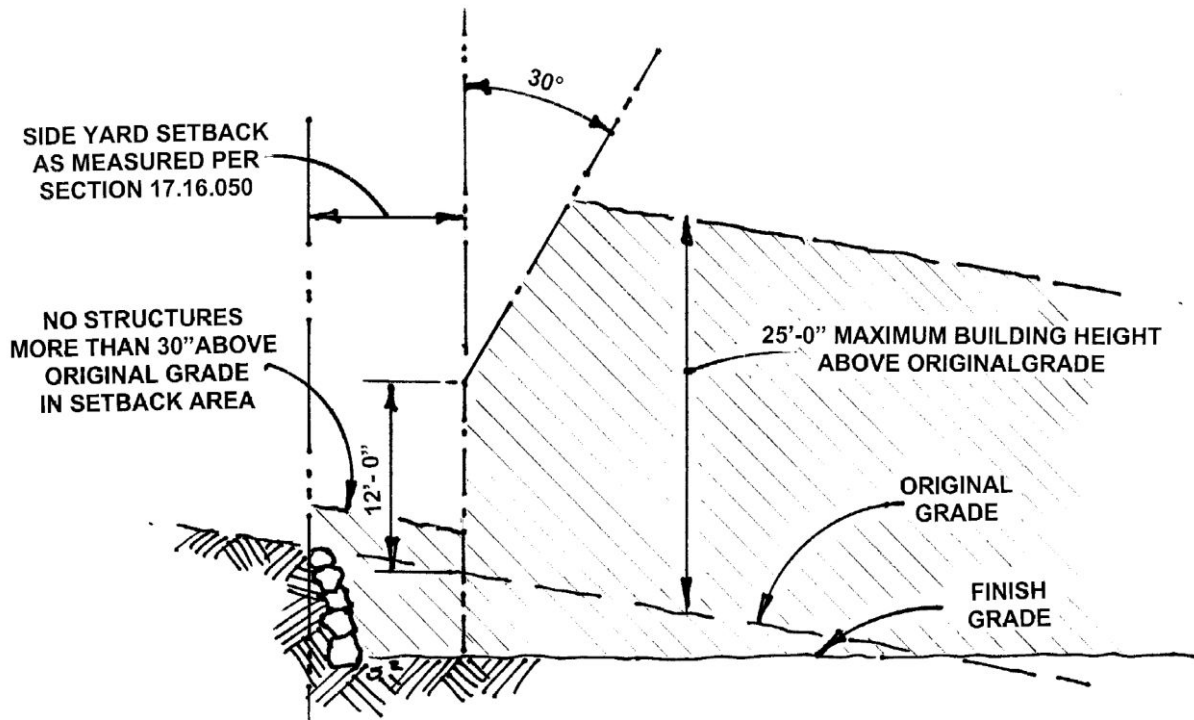 30°
SIDE YARD SETBACK
AS MEASURED PER
SECTION 17.16.050
NO STRUCTURES
MORE THAN 30”ABOVE
ORIGINAL GRADE
IN SETBACK AREA
12’- 0”
25’-0” MAXIMUM BUILDING HEIGHT
ABOVE ORIGINALGRADE
ORIGINAL
GRADE
FINISH
GRADE